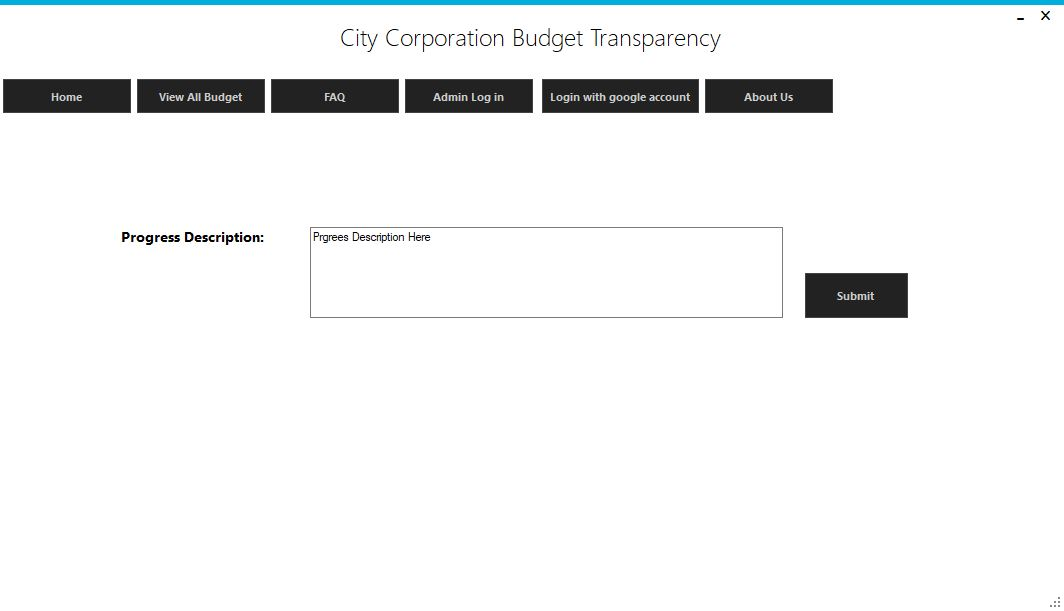 City Corporation Budget Transparency
Home View All Budget FAQ Admin Log in Login with google account About Us
Progress Description: Prgrees Description Here
Submit